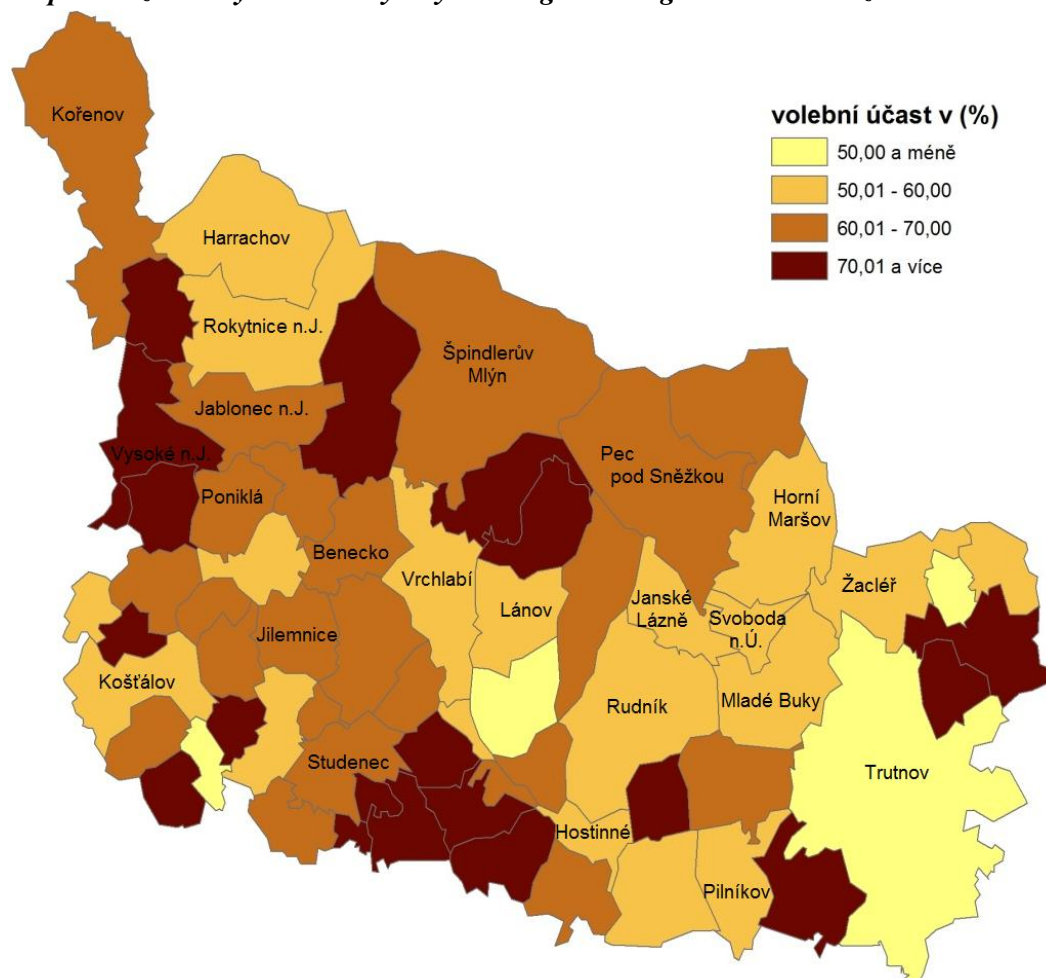 Kořenov
volební účast v (%)
50,00 a méně
50,01 - 60,00
60,01 - 70,00
70,01 a více
Harrachov
Rokytnice n.J.
Špindlerův
Mlýn
Jablonec n.J.
Vysoké n.J.
Pec
pod Sněžkou
Poniklá
Horní
Maršov
Benecko
Vrchlabí
Žacléř
Lánov
Janské
Lázně
Svoboda
n.Ú.
Jilemnice
Košťálov
Rudník
Mladé Buky
Studenec
Trutnov
Hostinné
Pilníkov